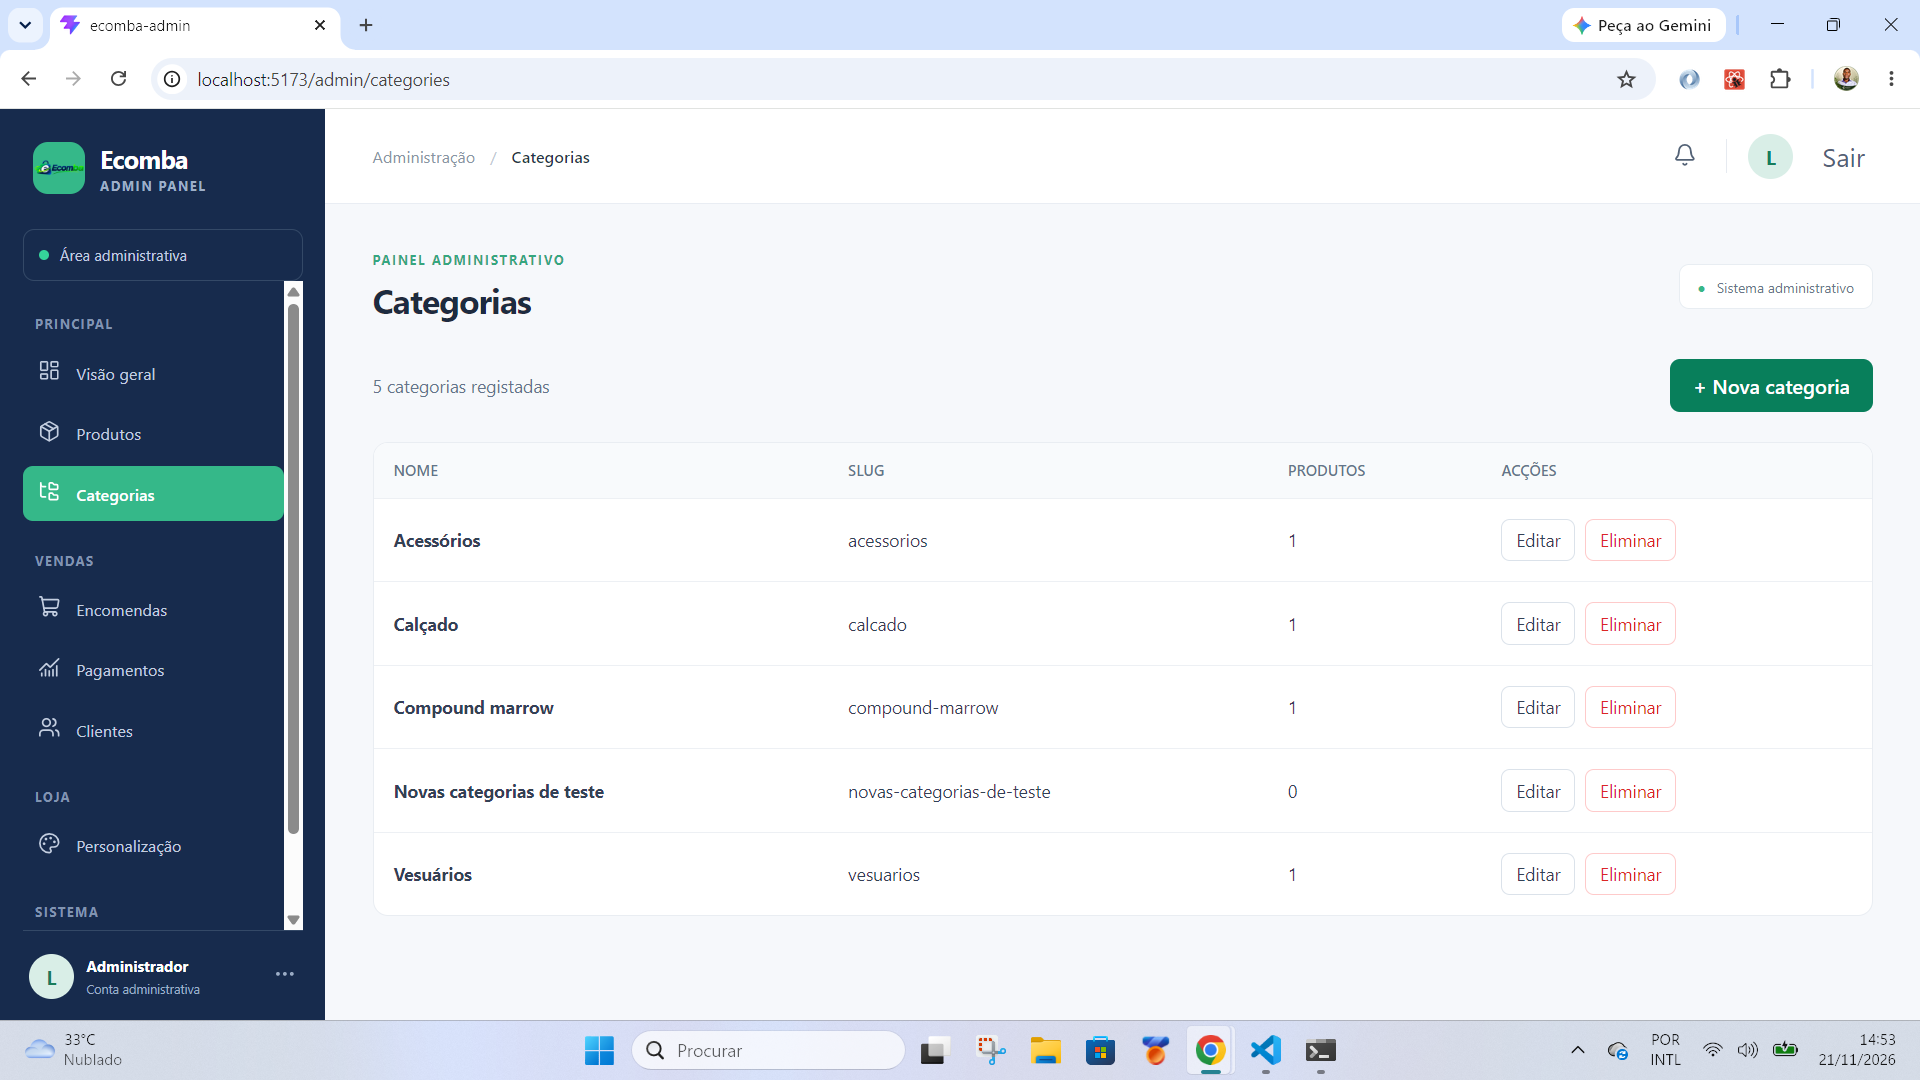 ecomba-admin
Peça ao Gemini
localhost:5173/admin/categories
Ecomba
ADMIN PANEL
Área administrativa
PRINCIPAL
Visão geral
Produtos
Categorias
VENDAS
Encomendas
Pagamentos
Clientes
LOJA
Personalização
SISTEMA
L
Administrador
Conta administrativa
Administração / Categorias
L
Sair
PAINEL ADMINISTRATIVO
Categorias
Sistema administrativo
5 categorias registadas
+ Nova categoria
NOME SLUG PRODUTOS ACÇÕES
Acessórios acessorios 1 Editar Eliminar
Calçado calcado 1 Editar Eliminar
Compound marrow compound-marrow 1 Editar Eliminar
Novas categorias de teste novas-categorias-de-teste 0 Editar Eliminar
Vesuários vesuarios 1 Editar Eliminar
33°C
Nublado
Procurar
POR
INTL
14:53
21/11/2026